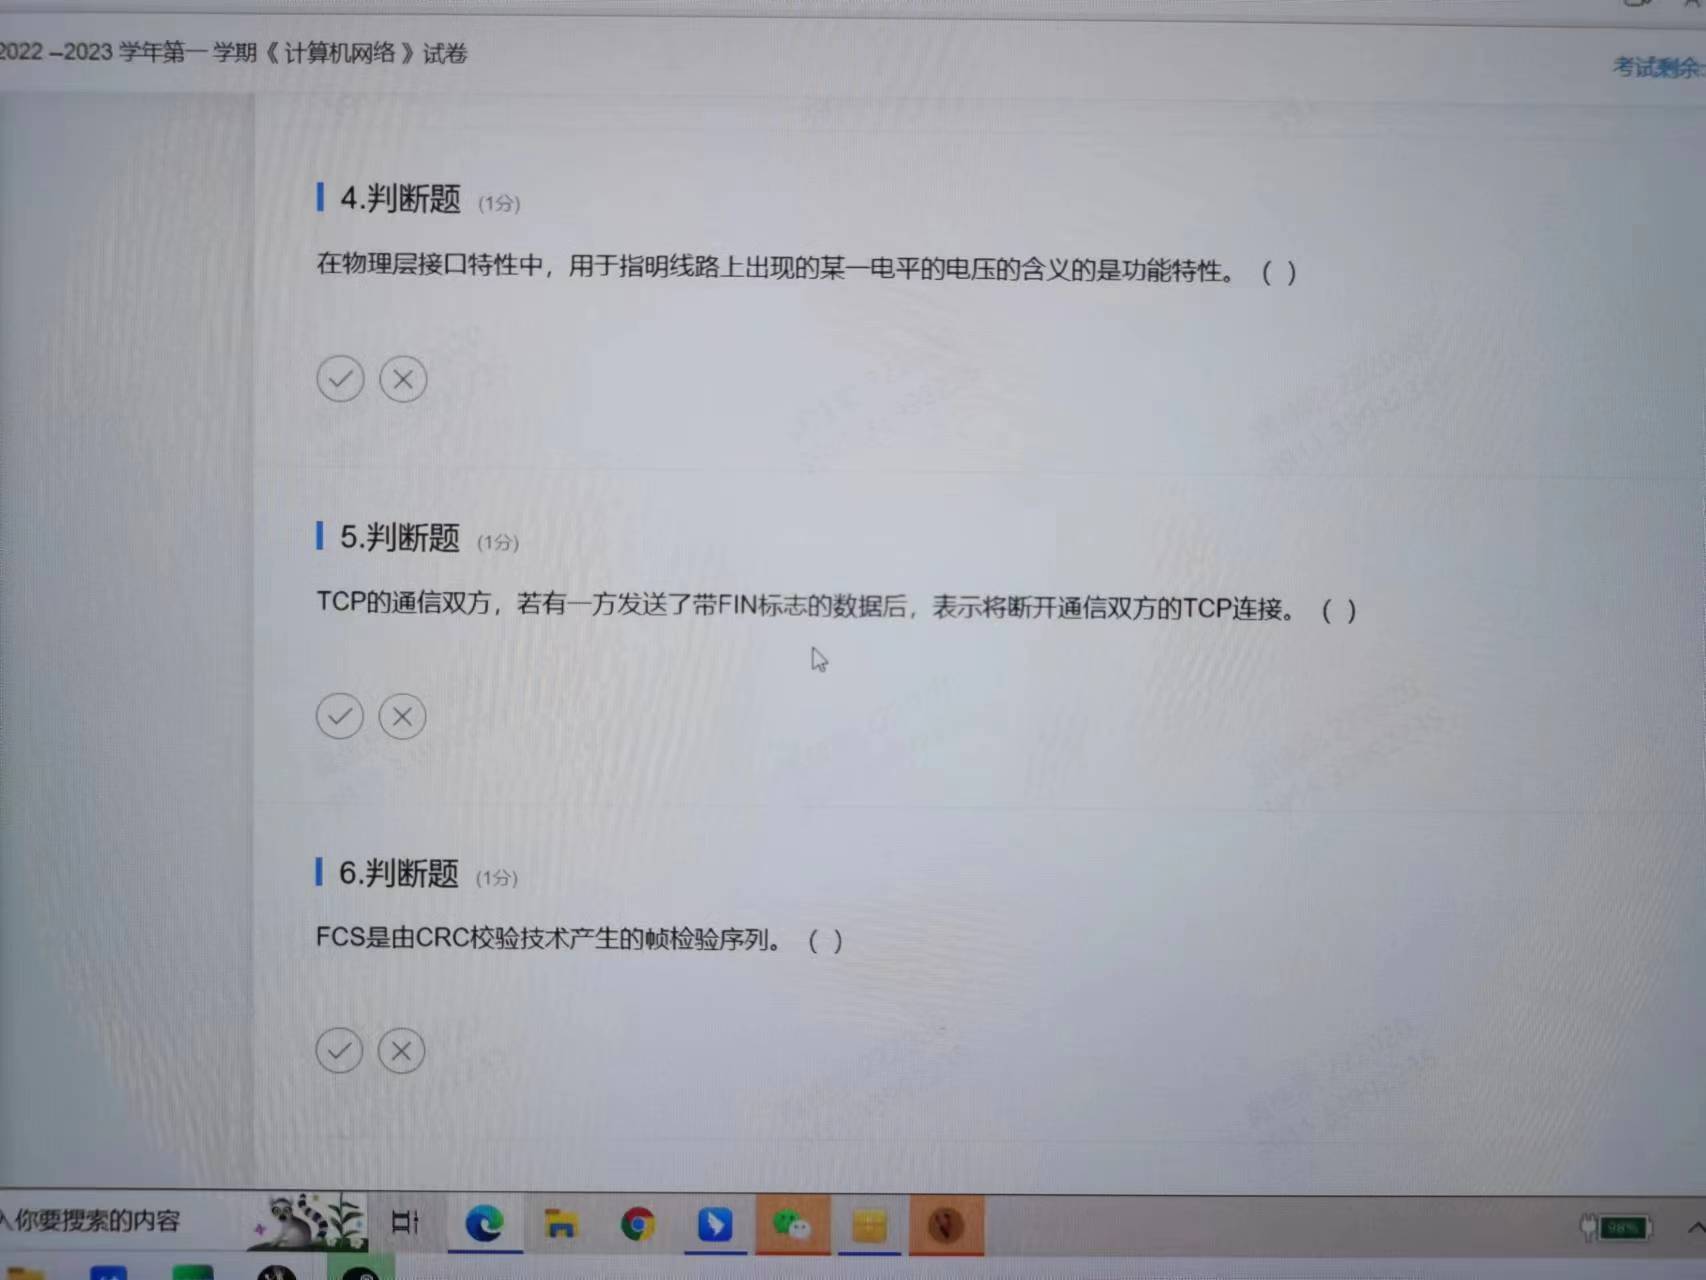 2022 –2023 学年第一 学期《 计算机网络 》试卷
考试剩余:
4.判断题 (1分)
在物理层接口特性中，用于指明线路上出现的某一电平的电压的含义的是功能特性。 ( )
5.判断题 (1分)
TCP的通信双方，若有一方发送了带FIN标志的数据后，表示将断开通信双方的TCP连接。 ( )
6.判断题 (1分)
FCS是由CRC校验技术产生的帧检验序列。 ( )
入你要搜索的内容
98%